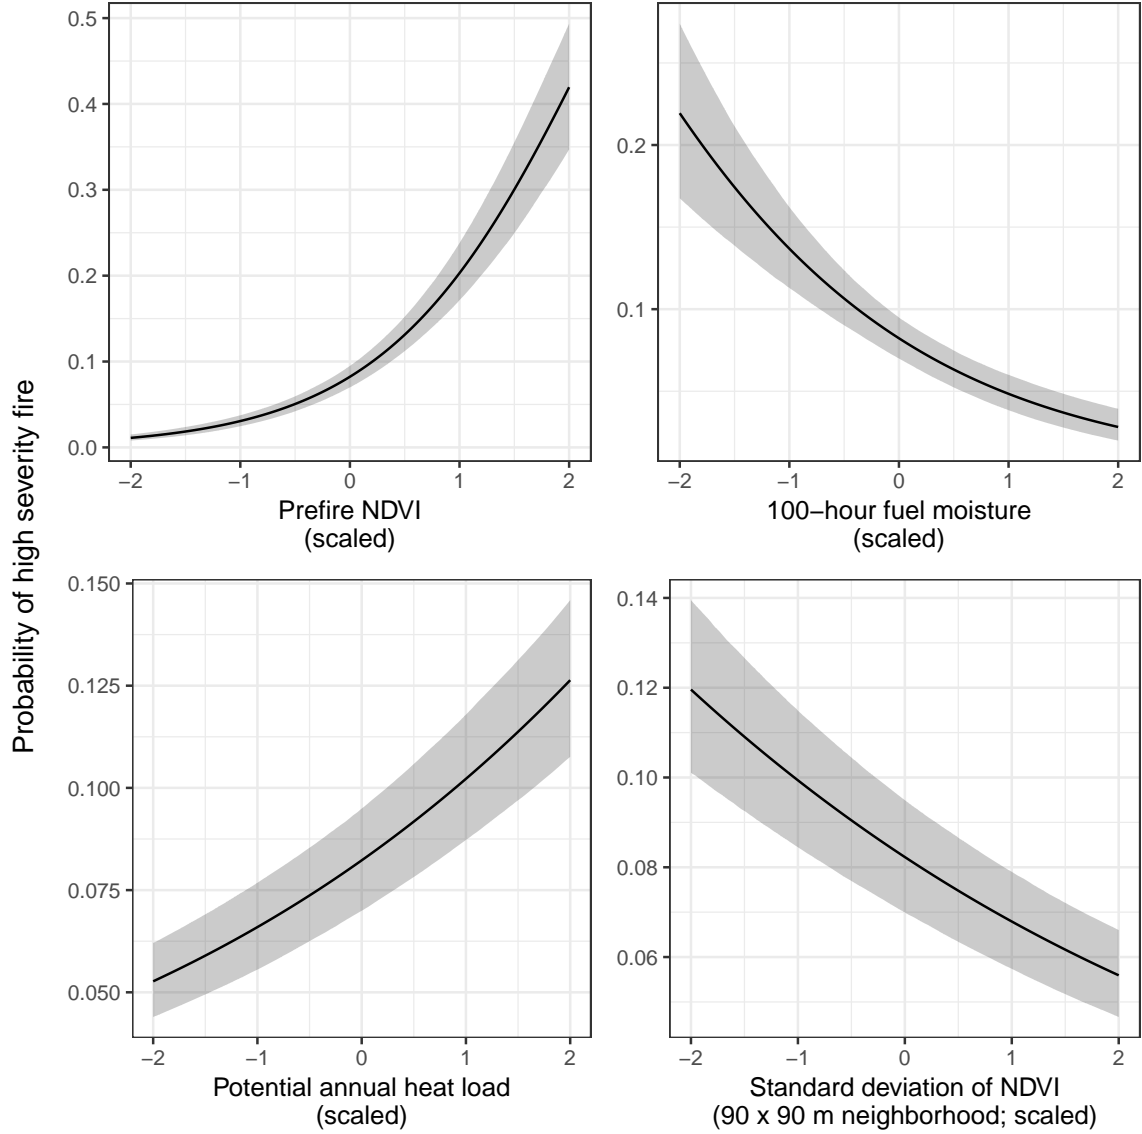 Probability of high severity fire
0.5
0.4
0.3
0.2
0.1
0.0
−2 −1 0 1 2
Prefire NDVI
(scaled)
0.2
0.1
−2 −1 0 1 2
100−hour fuel moisture
(scaled)
0.150
0.125
0.100
0.075
0.050
−2 −1 0 1 2
Potential annual heat load
(scaled)
0.14
0.12
0.10
0.08
0.06
−2 −1 0 1 2
Standard deviation of NDVI
(90 x 90 m neighborhood; scaled)